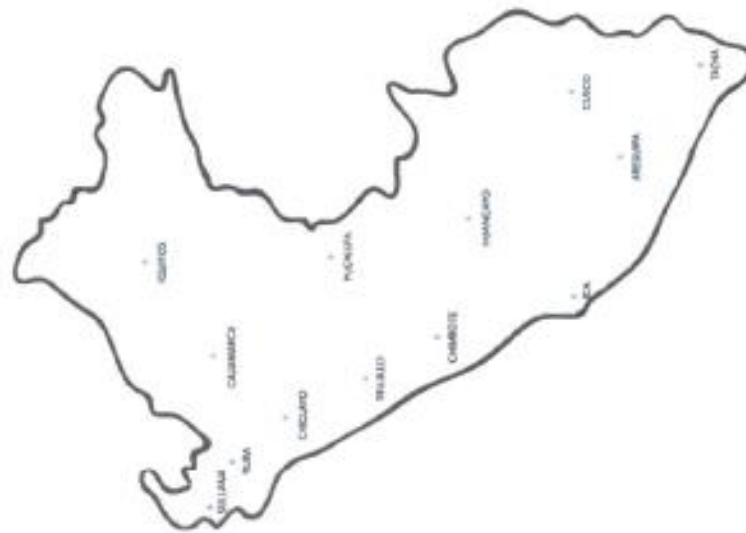 IQUITOS
CAJAMARCA
SULLANA
PIURA
CHICLAYO
TRUJILLO
CHIMBOTE
PUCALLPA
HUANCAYO
ICA
CUSCO
AREQUIPA
TACNA